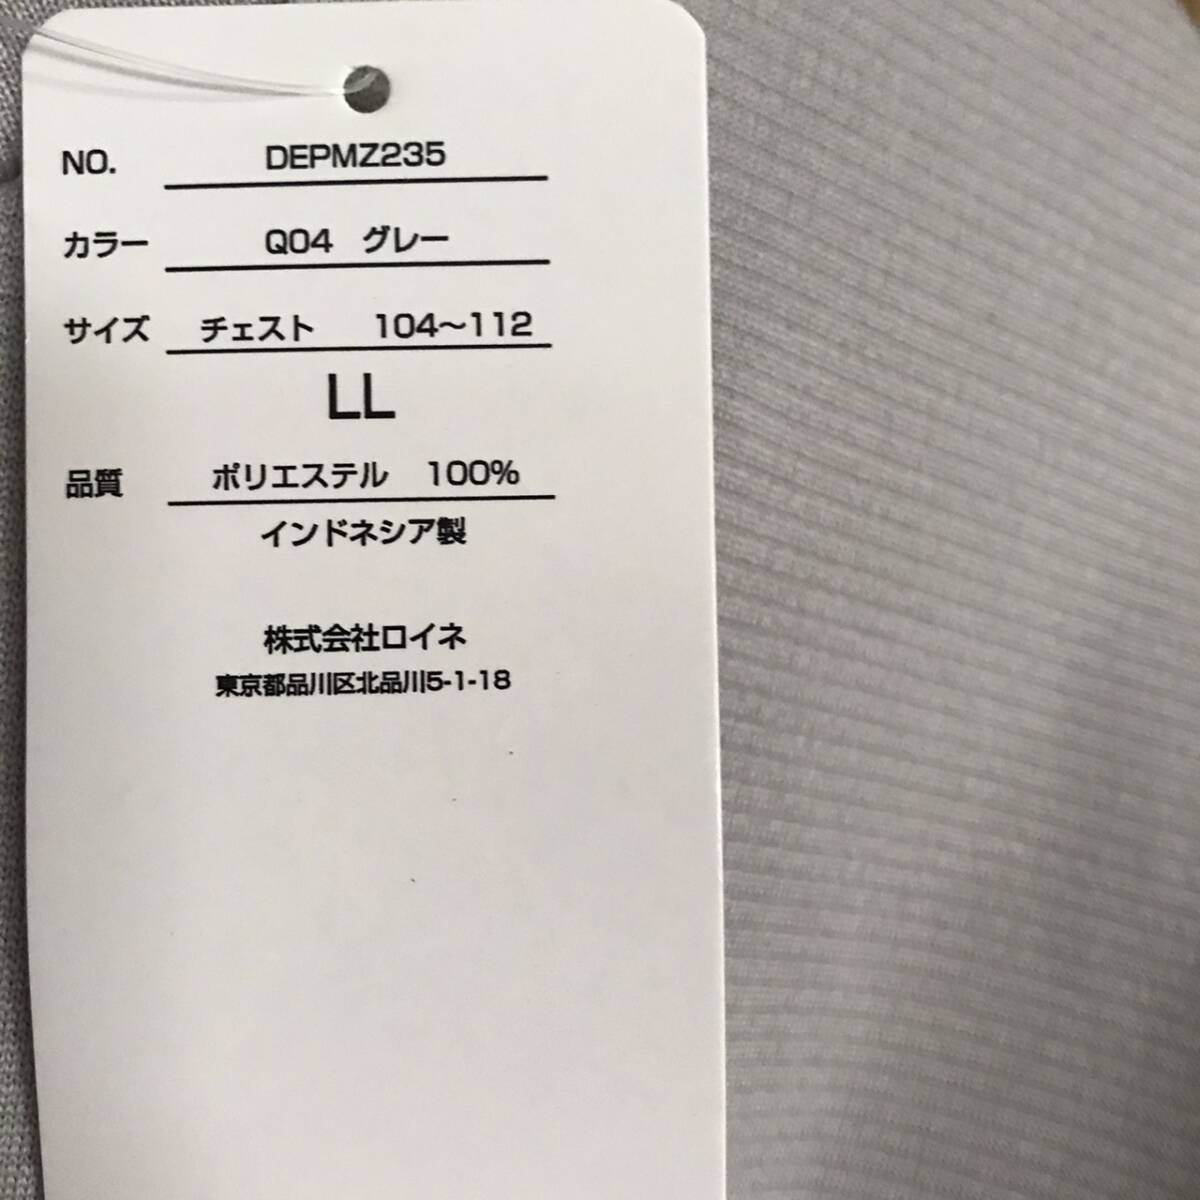 NO. DEPMZ235
カラー Q04 グレー
サイズ チェスト 104〜112
LL
品質 ポリエステル 100%
インドネシア製
株式会社ロイネ
東京都品川区北品川5-1-18